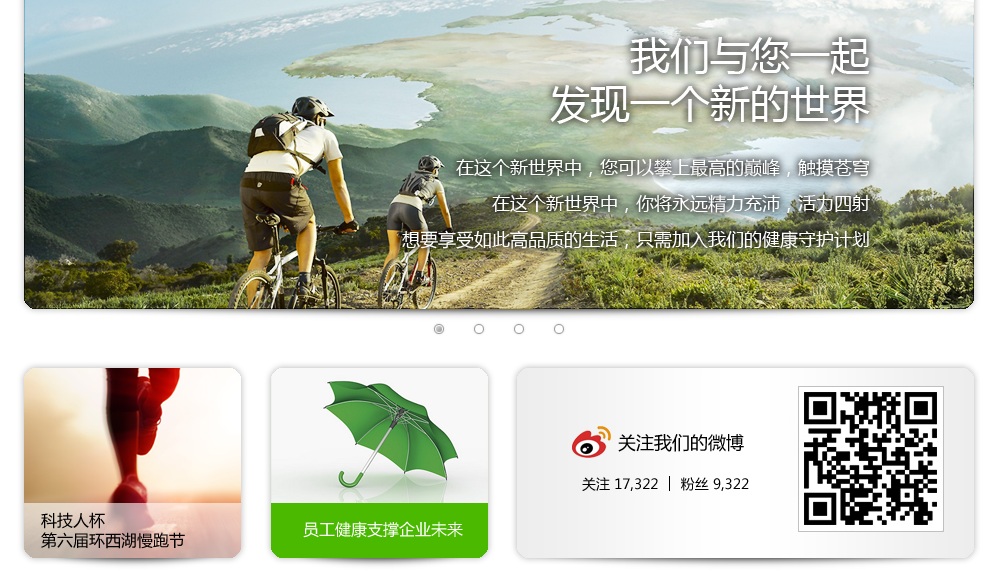 我们与您一起
发现一个新的世界
在这个新世界中，您可以攀上最高的巅峰，触摸苍穹
在这个新世界中，你将永远精力充沛，活力四射
想要享受如此高品质的生活，只需加入我们的健康守护计划
科技人杯
第六届环西湖慢跑节
员工健康支撑企业未来
关注我们的微博
关注 17,322 | 粉丝 9,322